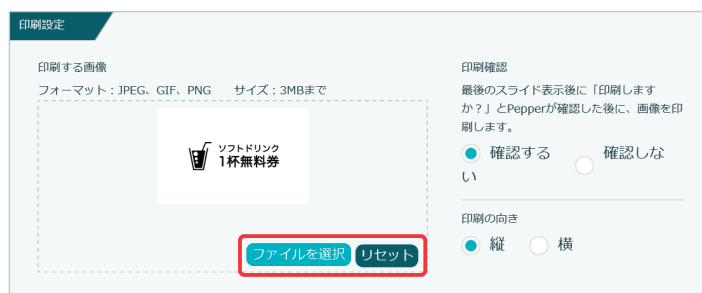 印刷設定
印刷する画像
フォーマット：JPEG、GIF、PNG　サイズ：3MBまで
ソフトドリンク
1杯無料券
ファイルを選択 リセット
印刷確認
最後のスライド表示後に「印刷します
か？」とPepperが確認した後に、画像を印
刷します。
確認する 確認しな
い
印刷の向き
縦 横